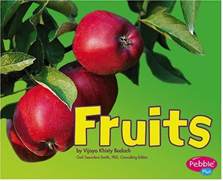 Fruits
by Vijaya Khisty Bodach
Gail Saunders-Smith, PhD, Consulting Editor
Pebble
Plus